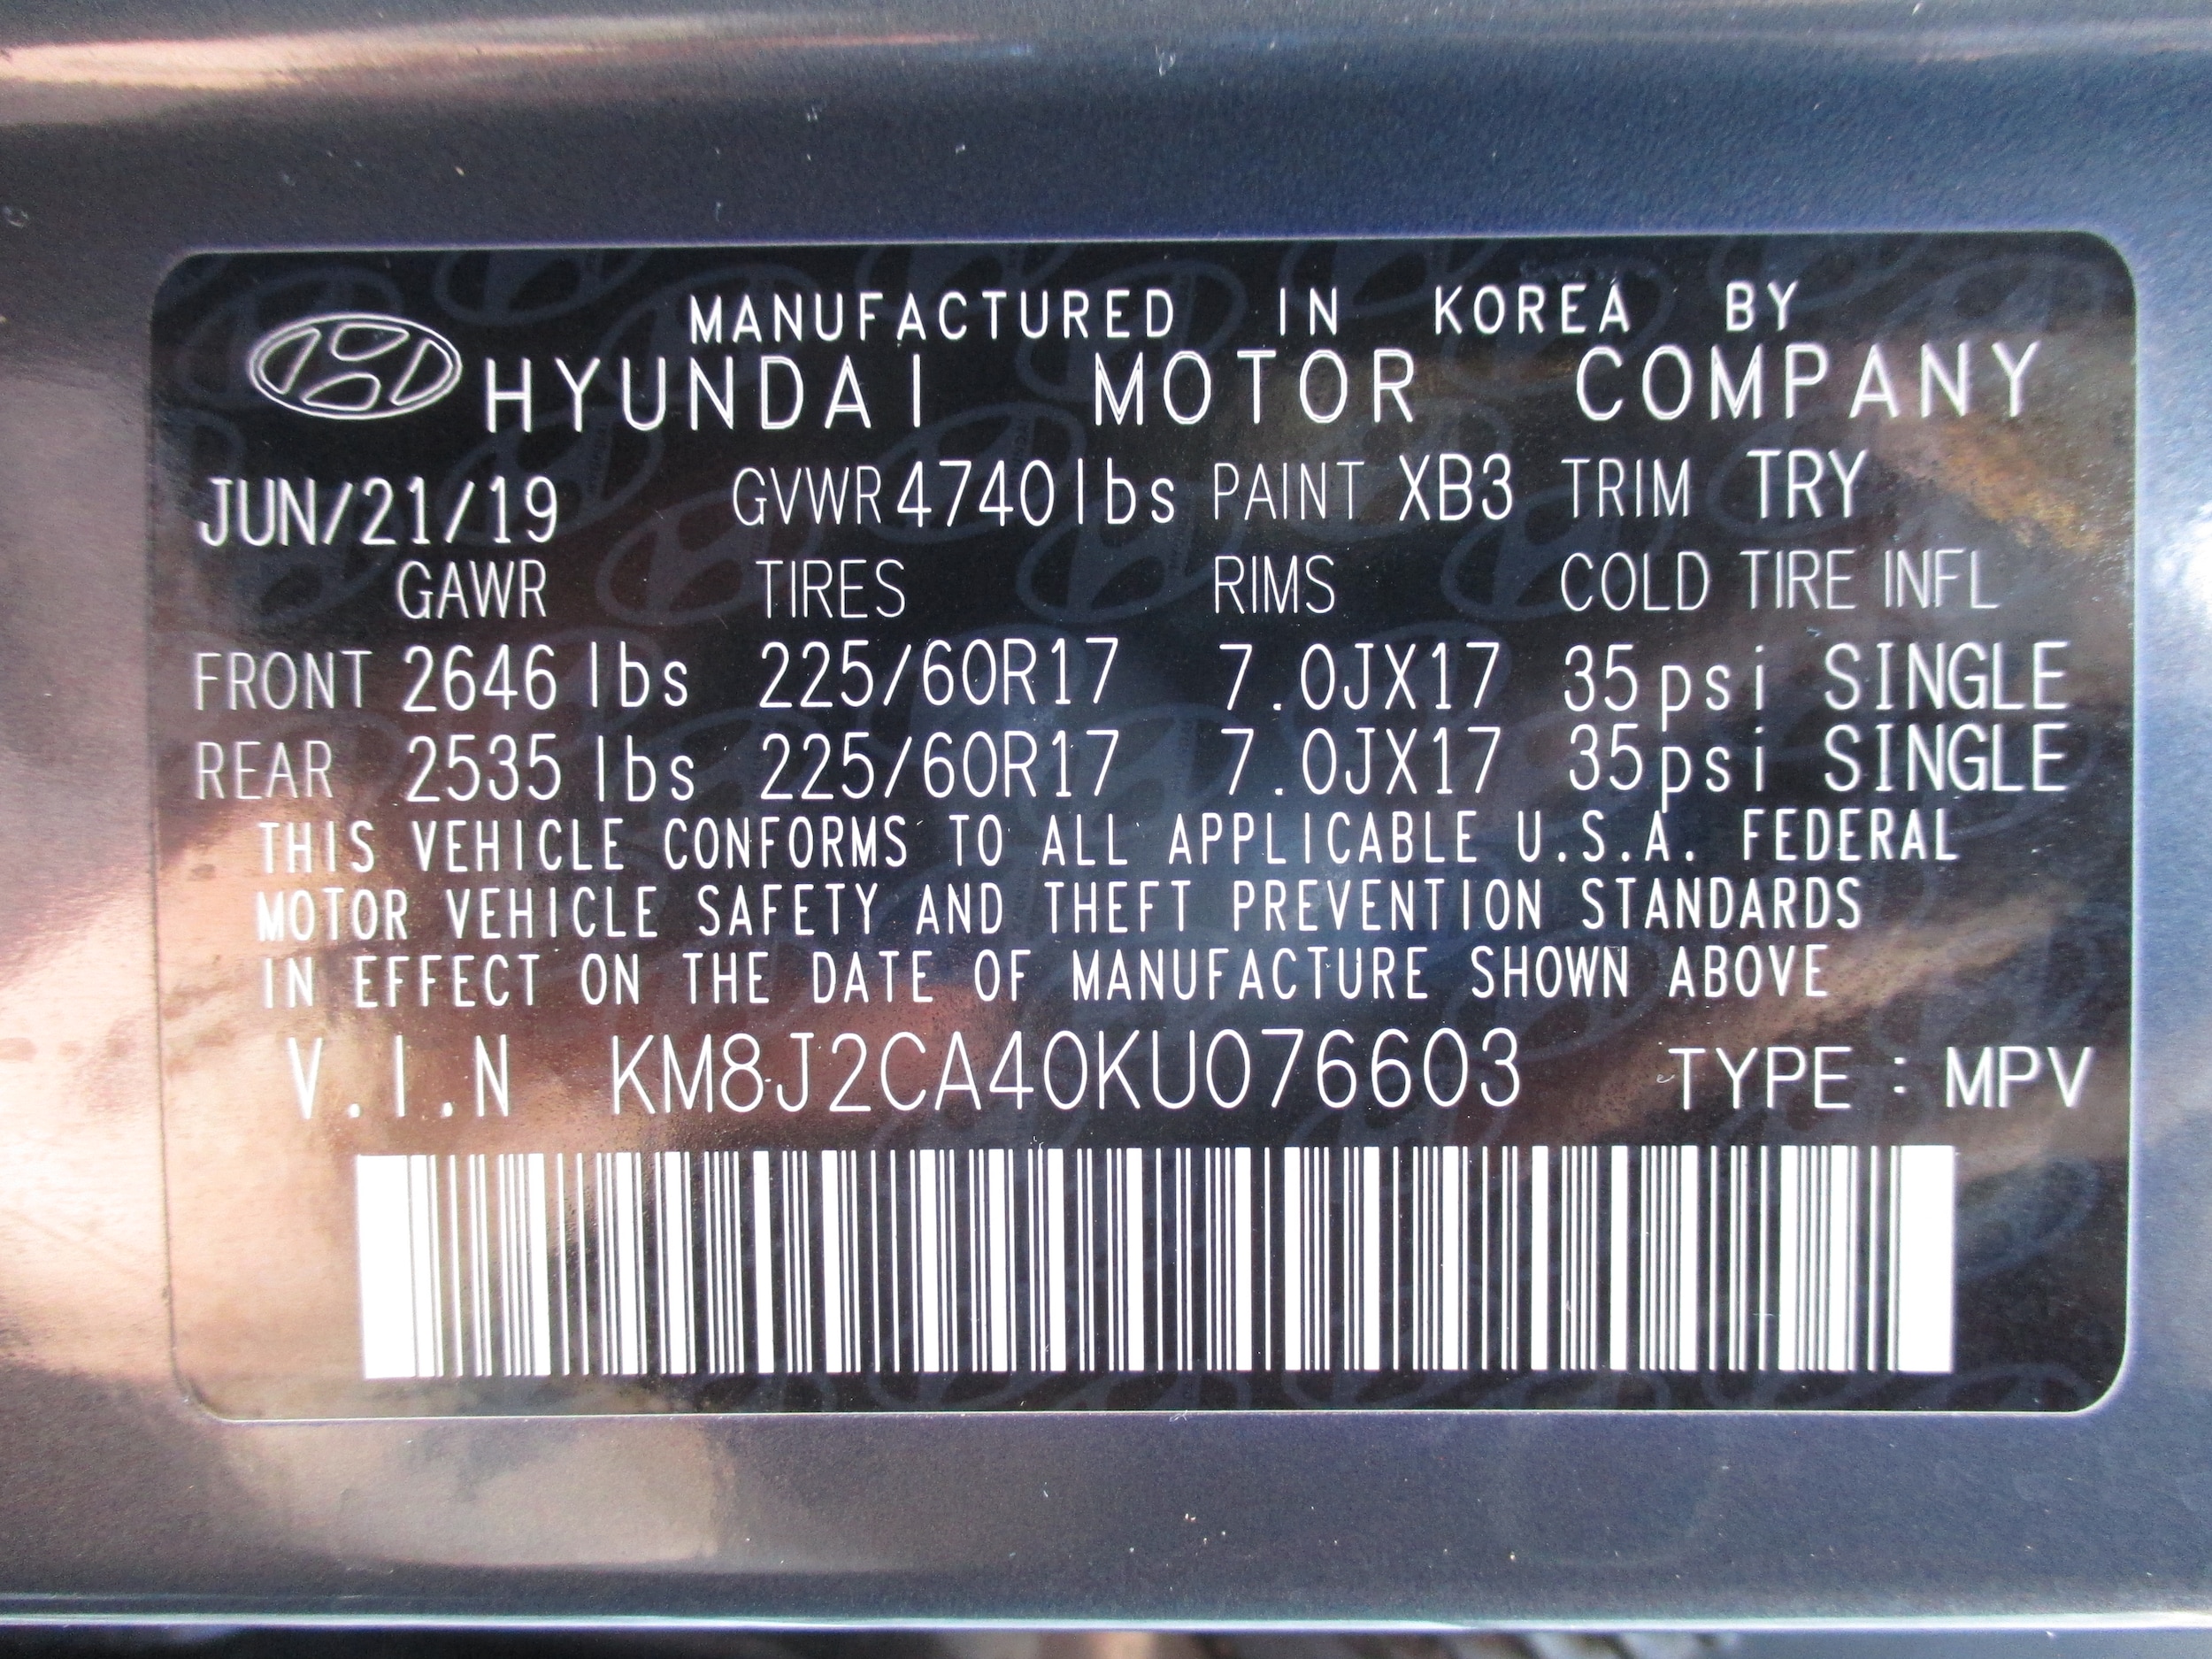 MANUFACTURED IN KOREA BY
HYUNDAI MOTOR COMPANY
JUN/21/19 GVWR 4740 lbs PAINT XB3 TRIM TRY
GAWR TIRES RIMS COLD TIRE INFL
FRONT 2646 lbs 225/60R17 7.0JX17 35psi SINGLE
REAR 2535 lbs 225/60R17 7.0JX17 35psi SINGLE
THIS VEHICLE CONFORMS TO ALL APPLICABLE U.S.A. FEDERAL
MOTOR VEHICLE SAFETY AND THEFT PREVENTION STANDARDS
IN EFFECT ON THE DATE OF MANUFACTURE SHOWN ABOVE
V.I.N KM8J2CA40KU076603 TYPE : MPV